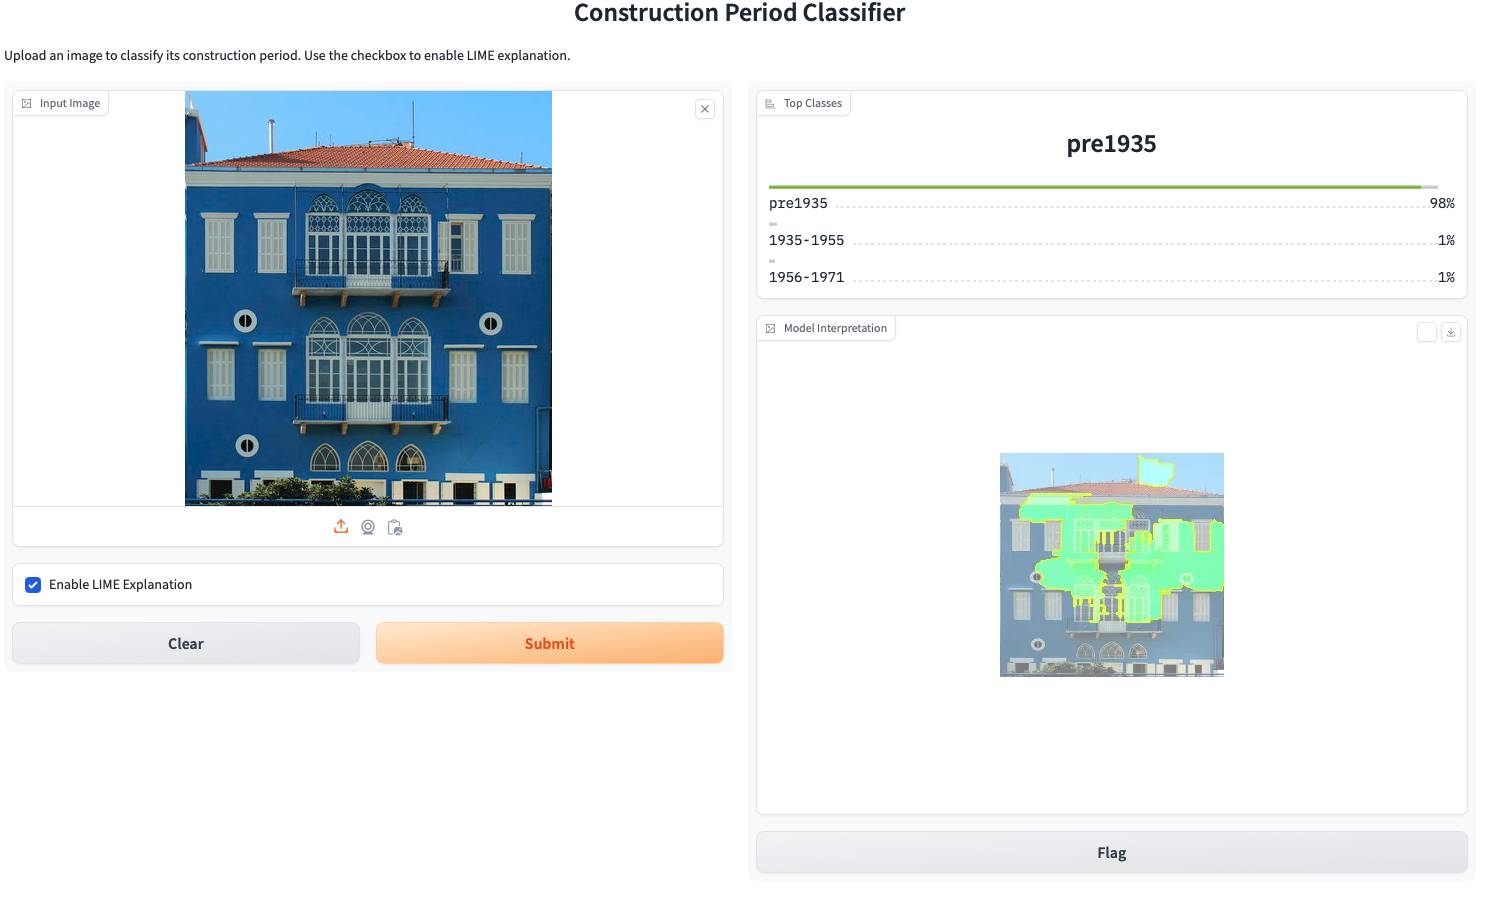 Construction Period Classifier
Upload an image to classify its construction period. Use the checkbox to enable LIME explanation.
Input Image
Enable LIME Explanation
Clear
Submit
Top Classes
pre1935
pre1935 98%
1935-1955 1%
1956-1971 1%
Model Interpretation
Flag